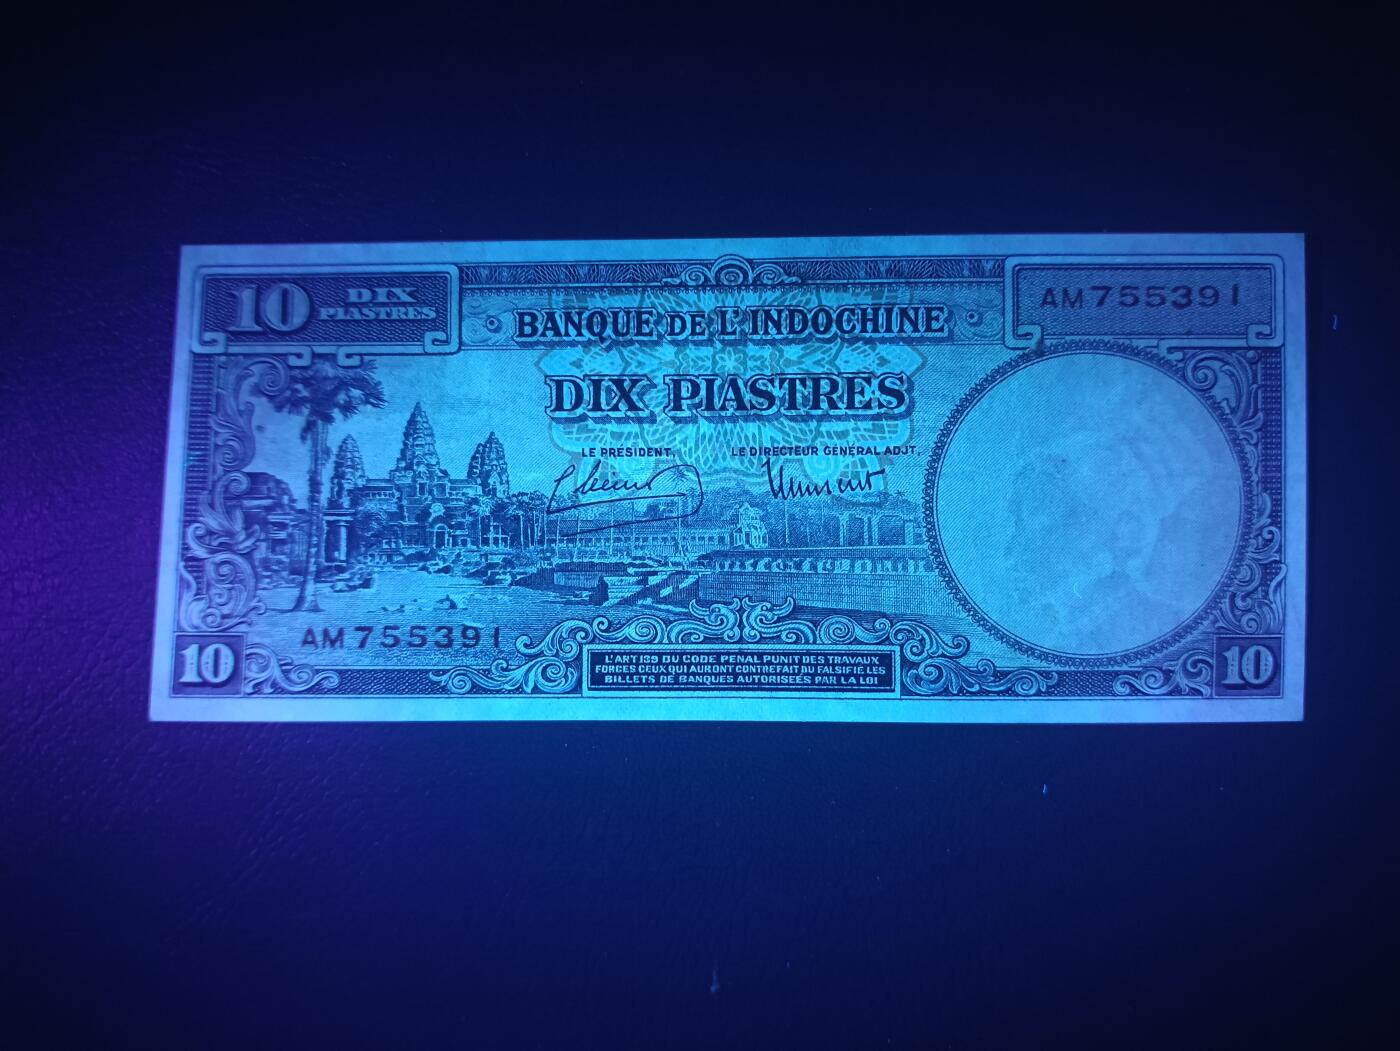 10 DIX
PIASTRES
AM755391
BANQUE DE L'INDOCHINE
DIX PIASTRES
LE PRÉSIDENT,
LE DIRECTEUR GÉNÉRAL ADJT,
AM755391
10
L'ART 139 DU CODE PENAL PUNIT DES TRAVAUX
FORCES CEUX QUI AURONT CONTREFAIT OU FALSIFIE LES
BILLETS DE BANQUES AUTORISÉES PAR LA LOI
10